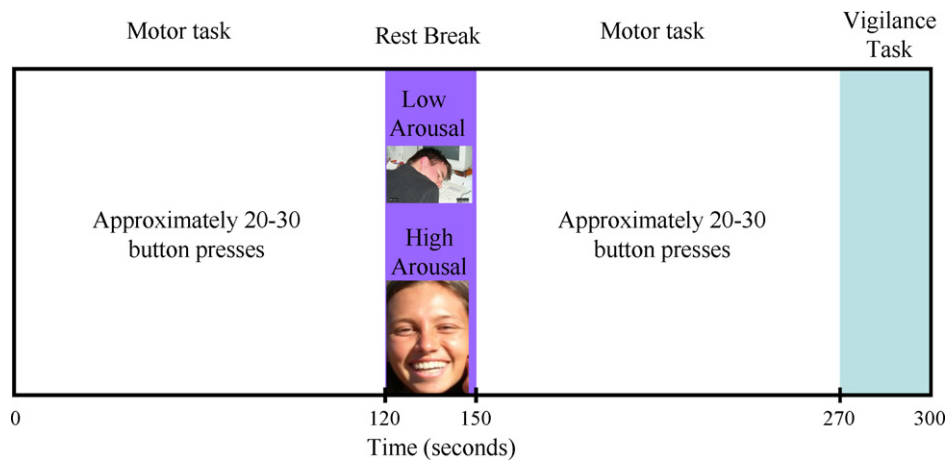 Motor task
Rest Break
Motor task
Vigilance
Task
Low
Arousal
Approximately 20-30
button presses
High
Arousal
Approximately 20-30
button presses
0
120
150
270
300
Time (seconds)